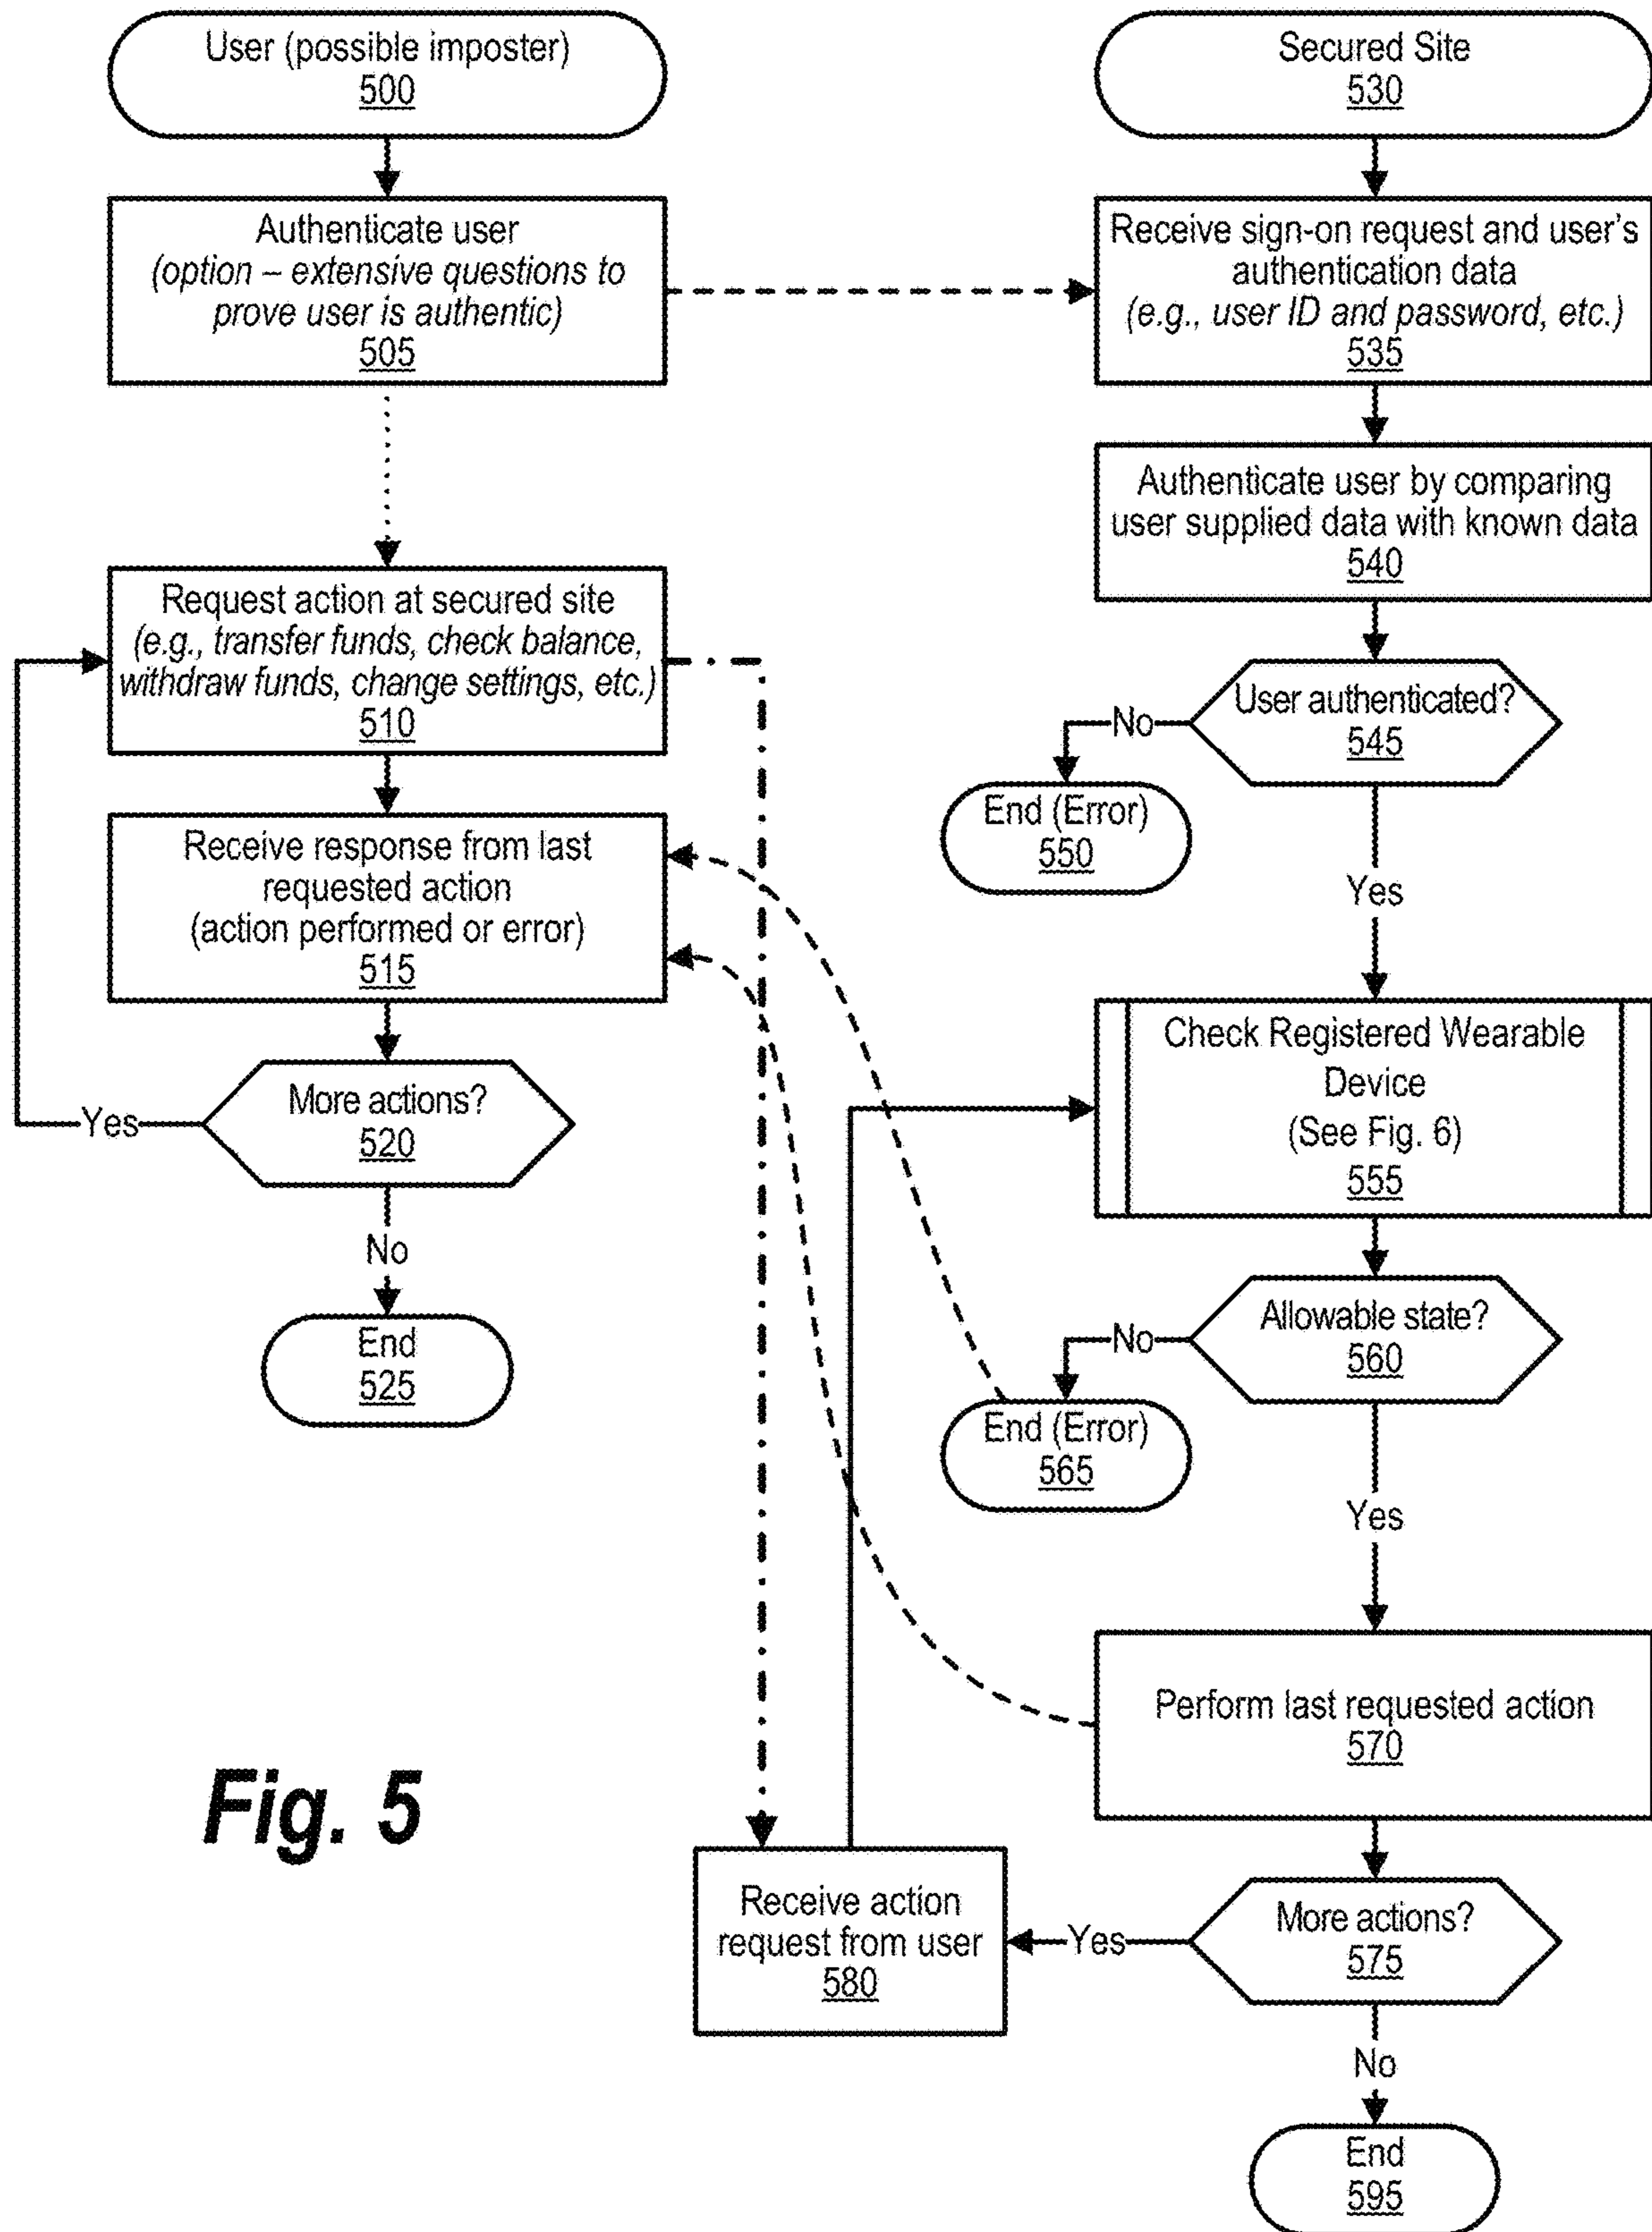 User (possible imposter)
500
Authenticate user
(option – extensive questions to
prove user is authentic)
505
Request action at secured site
(e.g., transfer funds, check balance,
withdraw funds, change settings, etc.)
510
Receive response from last
requested action
(action performed or error)
515
More actions?
520
Yes
No
End
525
Secured Site
530
Receive sign-on request and user's
authentication data
(e.g., user ID and password, etc.)
535
Authenticate user by comparing
user supplied data with known data
540
User authenticated?
545
No
End (Error)
550
Yes
Check Registered Wearable
Device
(See Fig. 6)
555
Allowable state?
560
No
End (Error)
565
Yes
Perform last requested action
570
More actions?
575
Yes
Receive action
request from user
580
No
End
595
Fig. 5